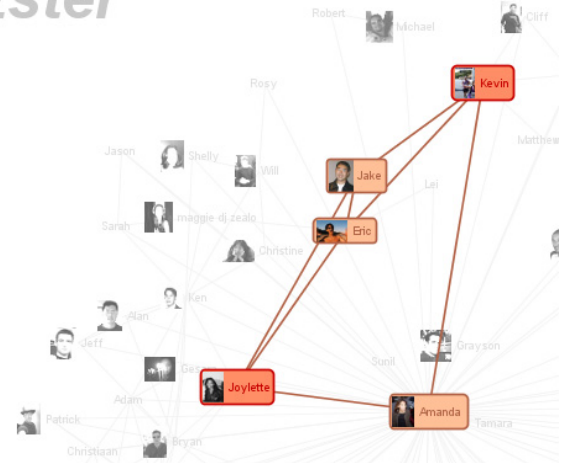 ster
Robert
Michael
Cliff
Kevin
Rosy
Matthew
Jason
Shelly
Will
Jake
Lei
maggie dj zealo
Sarah
Eric
Christine
Ken
Alan
Jeff
Grayson
Sunil
Joylette
Adam
Amanda
Patrick
Tamara
Bryan
Christiaan